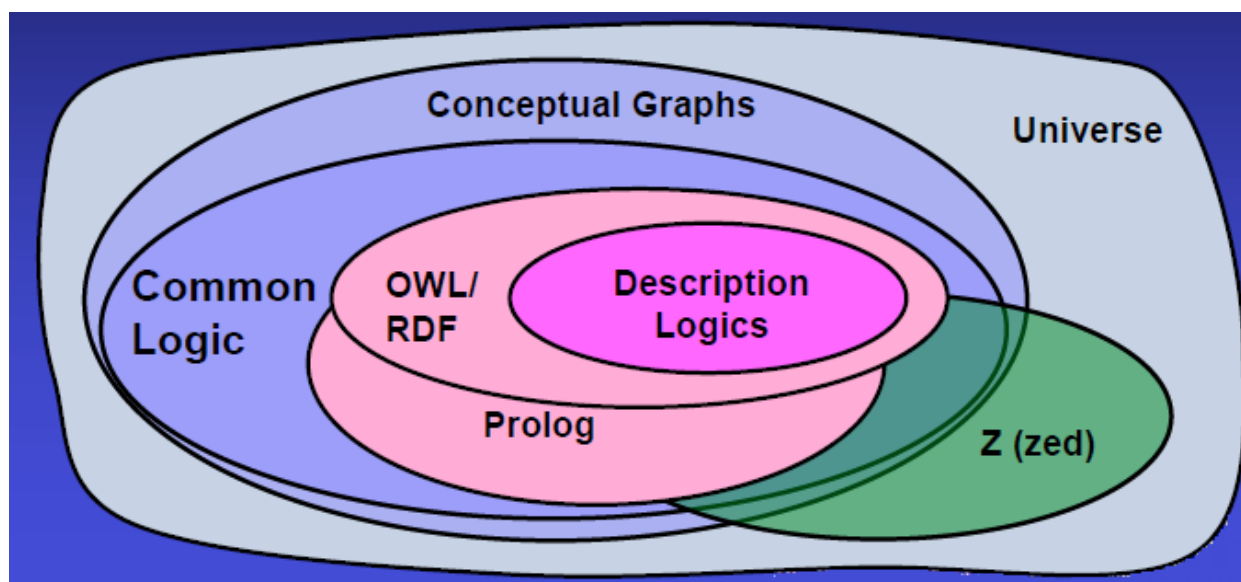 Conceptual Graphs
Universe
Common
Logic
OWL/
RDF
Description
Logics
Prolog
Z (zed)